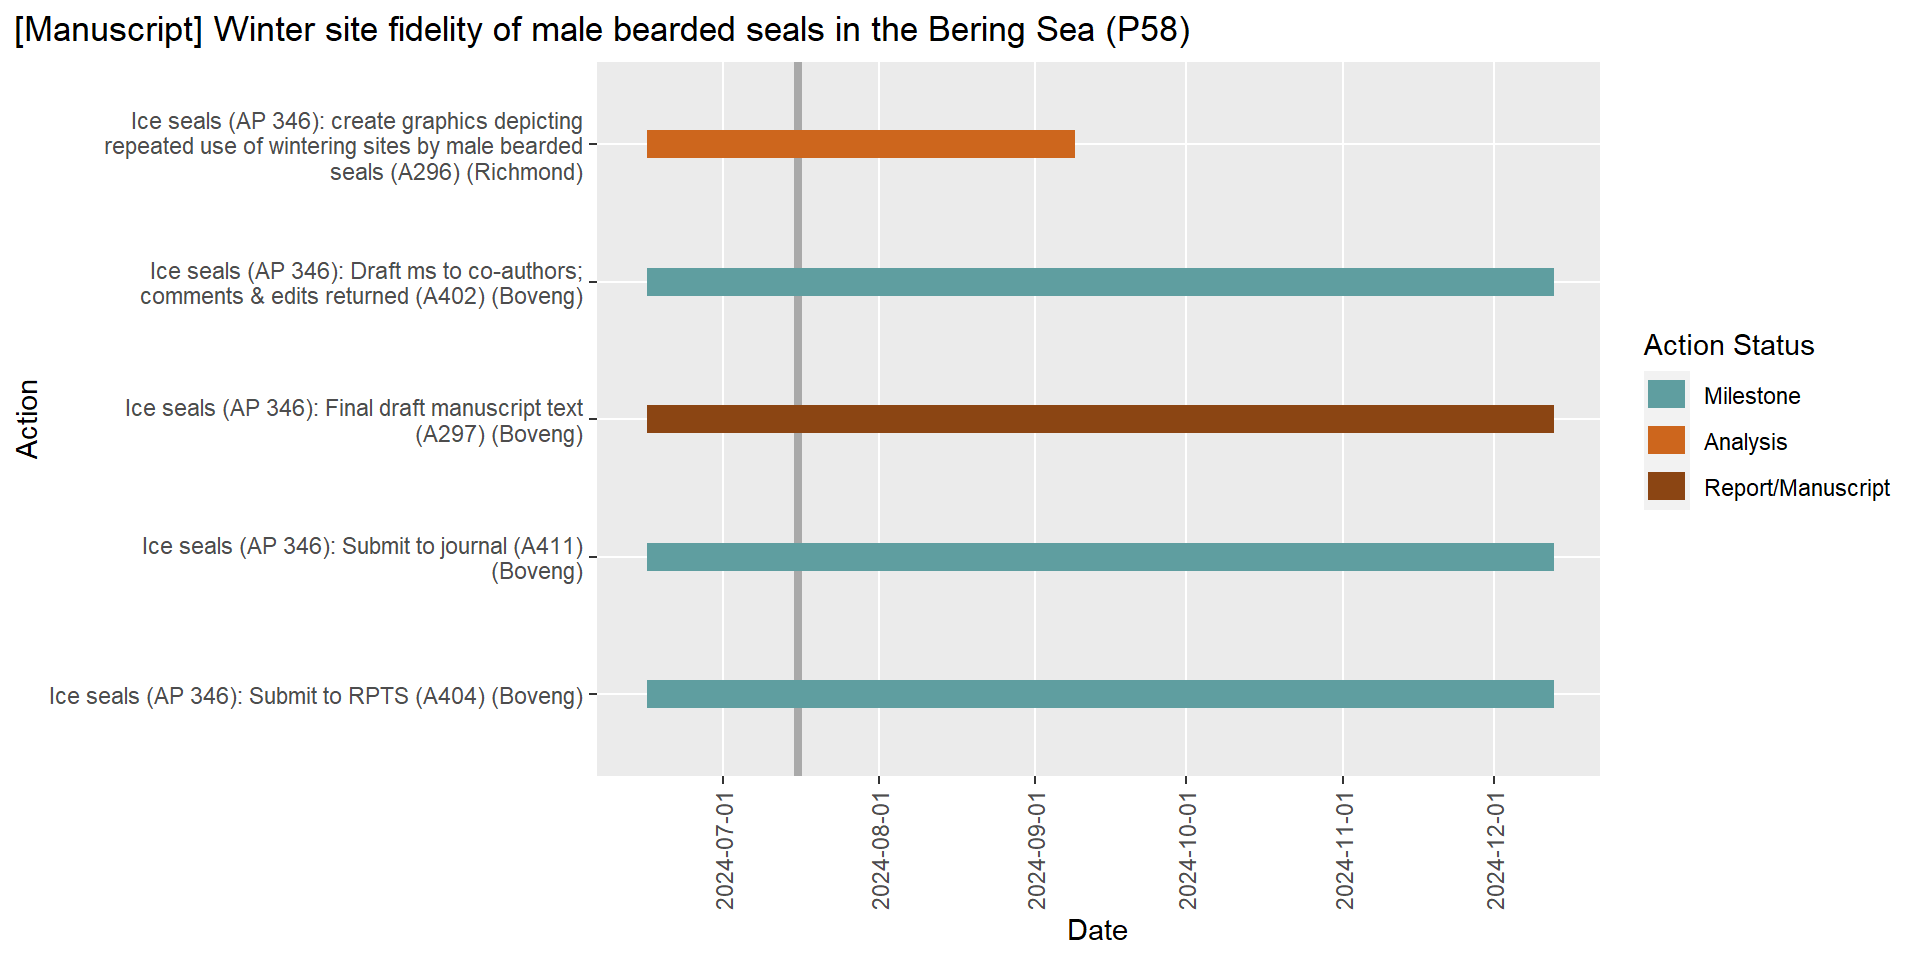 [Manuscript] Winter site fidelity of male bearded seals in the Bering Sea (P58)
Ice seals (AP 346): create graphics depicting
repeated use of wintering sites by male bearded
seals (A296) (Richmond)
Ice seals (AP 346): Draft ms to co-authors;
comments & edits returned (A402) (Boveng)
Ice seals (AP 346): Final draft manuscript text
(A297) (Boveng)
Ice seals (AP 346): Submit to journal (A411)
(Boveng)
Ice seals (AP 346): Submit to RPTS (A404) (Boveng)
Action
2024-07-01
2024-08-01
2024-09-01
2024-10-01
2024-11-01
2024-12-01
Date
Action Status
Milestone
Analysis
Report/Manuscript